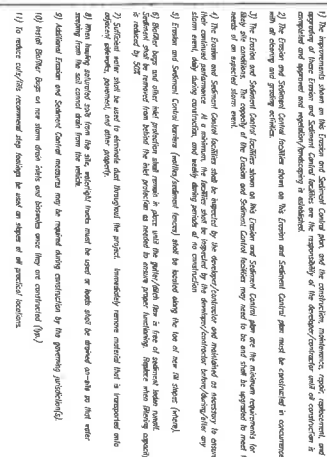 1) The improvements shown on this Erosion and Sediment Control plan, and the construction, maintenance, repair, replacement, and
upgrading of these Erosion and Sediment Control facilities are the responsibility of the developer/contractor until all construction is
completed and approved and vegetation/landscaping is established.
2) The Erosion and Sediment Control facilities shown on this Erosion and Sediment Control plan must be constructed in concurrence
with all clearing and grading activities.
3) The Erosion and Sediment Control facilities shown on this Erosion and Sediment Control plan are the minimum requirements for
likely site conditions. The capacity of the Erosion and Sediment Control facilities may need to be and shall be upgraded to meet
needs of an expected storm event.
4) The Erosion and Sediment Control facilities shall be inspected by the developer/contractor and maintained as necessary to ensure
their continued performance. At a minimum, the facilities shall be inspected by the developer/contractor before/during/after any
storm event, daily during construction, and weekly during periods of no construction.
5) Erosion and Sediment Control barriers (wattles/sediment fences) shall be located along the toe of new fill slopes (where).
6) Biofilter bags and other inlet protection shall remain in place until the gutter/ditch flow is free of sediment laden runoff.
Sediment shall be removed from behind the inlet protection as needed to ensure proper functioning. Replace when filtering capacity
is reduced by 50%.
7) Sufficient water shall be used to eliminate dust throughout the project. Immediately remove material that is transported onto
adjacent sidewalks, pavement, and other property.
8) When hauling saturated soils from the site, watertight trucks must be used or loads shall be drained on-site so that water
seeping from the soil cannot drain from the vehicle.
9) Additional Erosion and Sediment Control measures may be required during construction by the governing jurisdiction(s).
10) Install Biofilter Bags on new storm drain inlets and bioswales once they are constructed (Typ.)
11) To reduce cuts/fills recommend step footings be used on slopes at all practical locations.